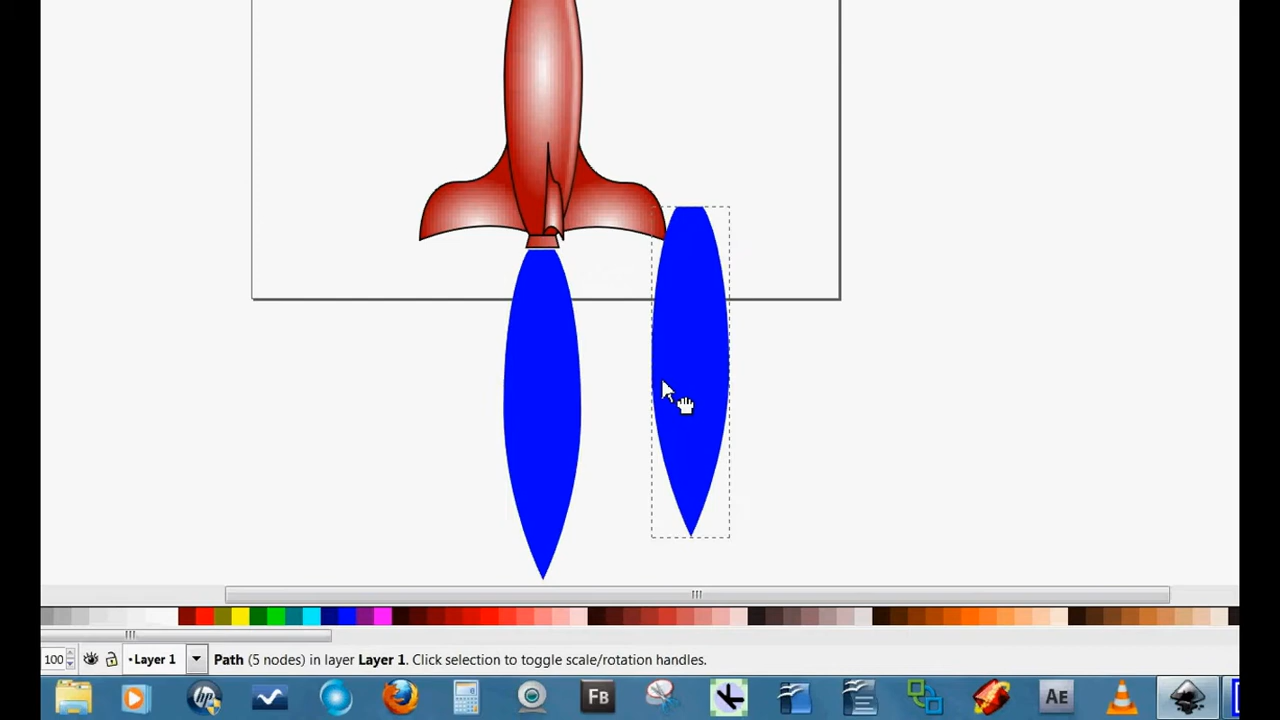 100 Layer 1 Path (5 nodes) in layer Layer 1. Click selection to toggle scale/rotation handles.
hp FB AE